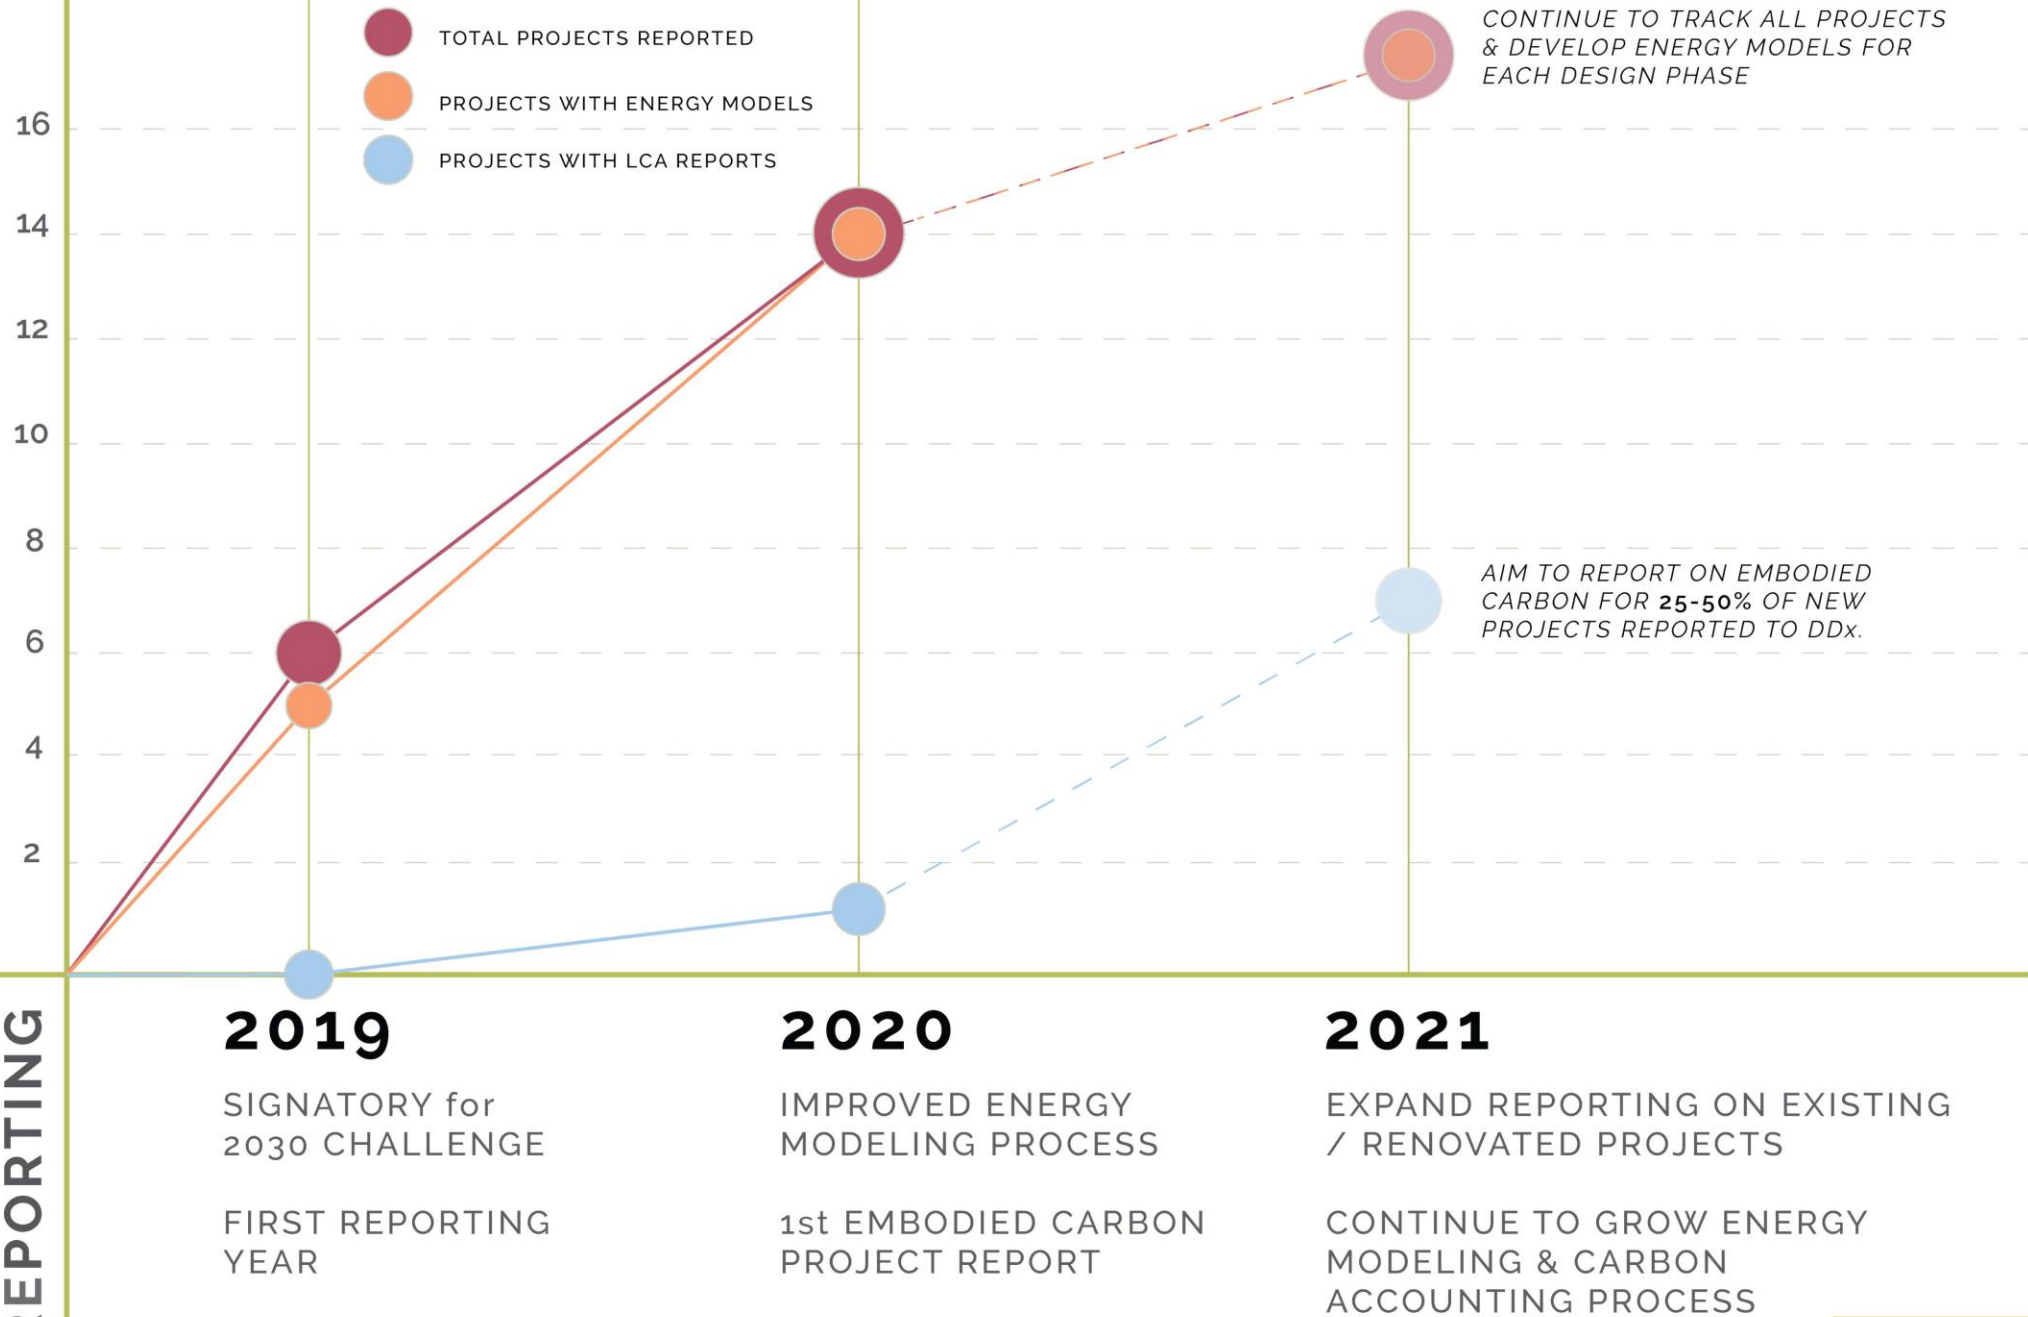 TOTAL PROJECTS REPORTED
PROJECTS WITH ENERGY MODELS
PROJECTS WITH LCA REPORTS
CONTINUE TO TRACK ALL PROJECTS
& DEVELOP ENERGY MODELS FOR
EACH DESIGN PHASE
16
14
12
10
8
6
4
2
AIM TO REPORT ON EMBODIED
CARBON FOR 25-50% OF NEW
PROJECTS REPORTED TO DDx.
2019
SIGNATORY for
2030 CHALLENGE
FIRST REPORTING
YEAR
2020
IMPROVED ENERGY
MODELING PROCESS
1st EMBODIED CARBON
PROJECT REPORT
2021
EXPAND REPORTING ON EXISTING
/ RENOVATED PROJECTS
CONTINUE TO GROW ENERGY
MODELING & CARBON
ACCOUNTING PROCESS
REPORTING